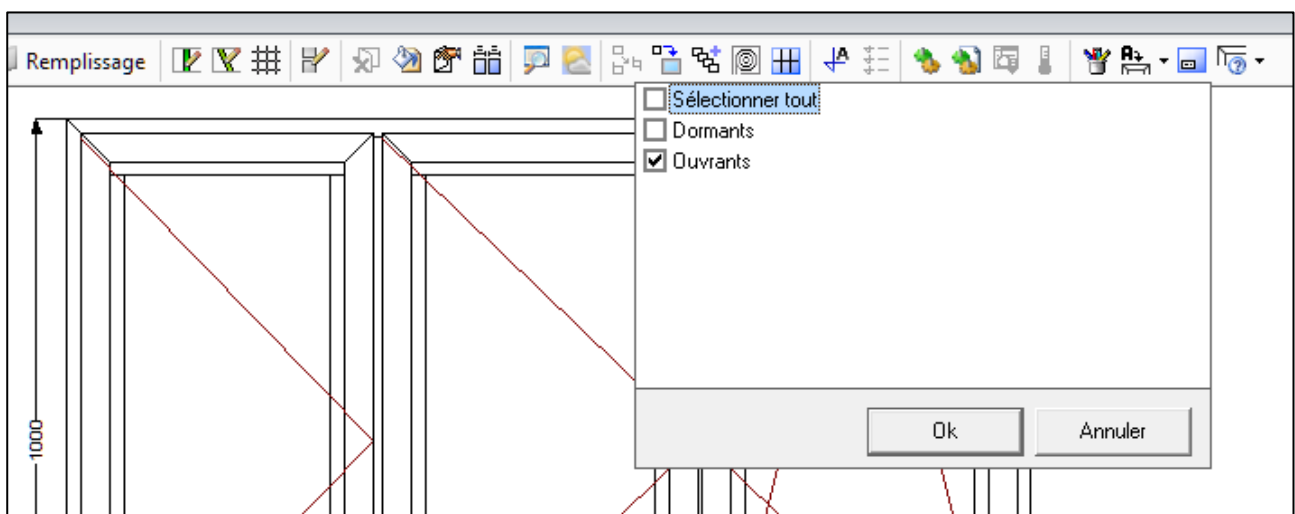 Remplissage
Sélectionner tout
Dormants
Ouvrants
Ok
Annuler
1000